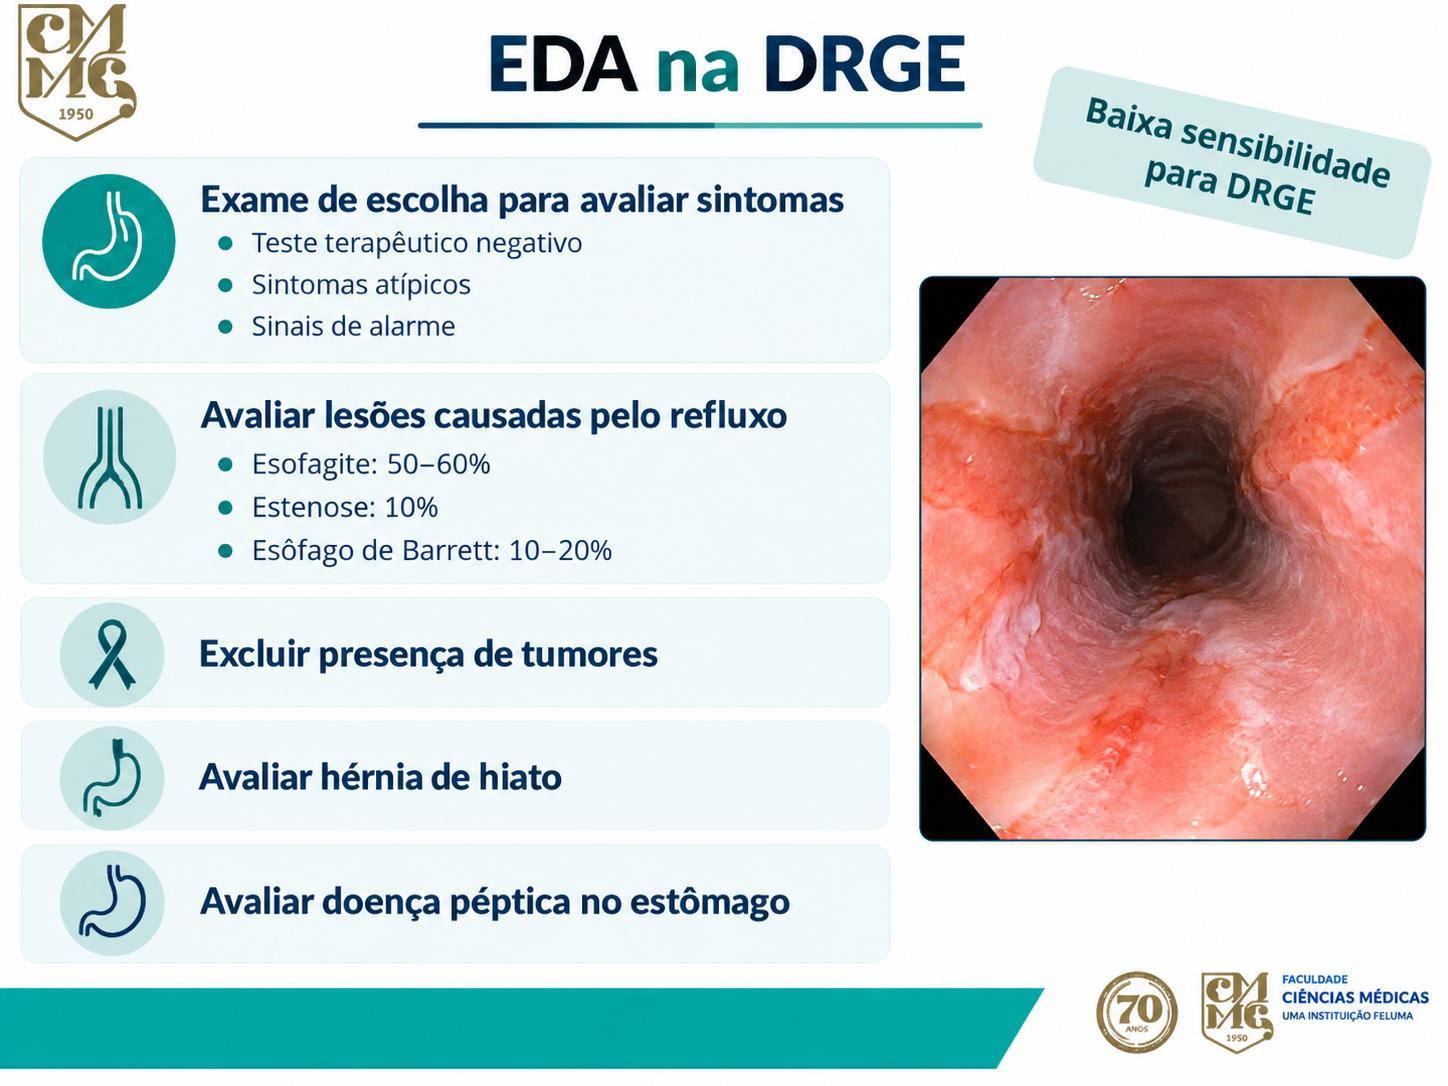 CMMG
1950
EDA na DRGE
Baixa sensibilidade
para DRGE
Exame de escolha para avaliar sintomas
Teste terapêutico negativo
Sintomas atípicos
Sinais de alarme
Avaliar lesões causadas pelo refluxo
Esofagite: 50–60%
Estenose: 10%
Esôfago de Barrett: 10–20%
Excluir presença de tumores
Avaliar hérnia de hiato
Avaliar doença péptica no estômago
70
ANOS
CMMG
1950
FACULDADE
CIÊNCIAS MÉDICAS
UMA INSTITUIÇÃO FELUMA